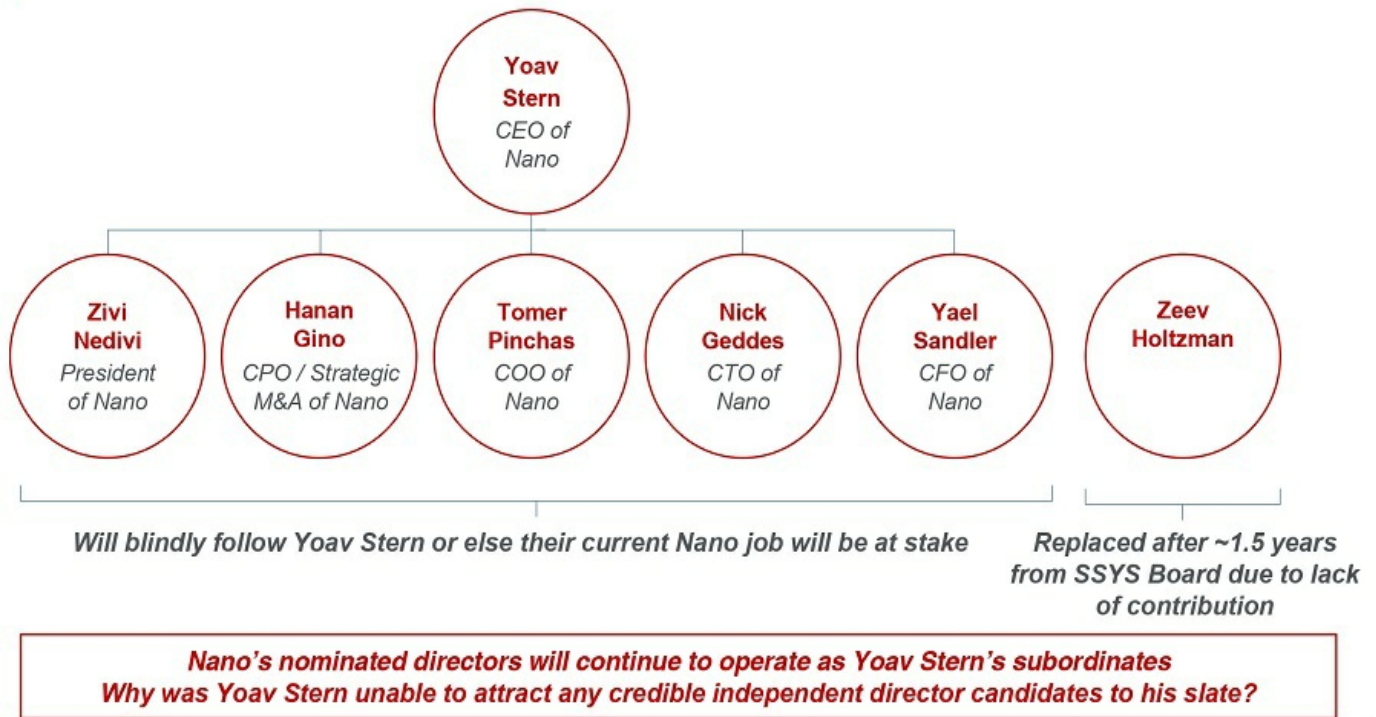 Yoav
Stern
CEO of
Nano
Zivi
Nedivi
President
of Nano
Hanan
Gino
CPO / Strategic
M&A of Nano
Tomer
Pinchas
COO of
Nano
Nick
Geddes
CTO of
Nano
Yael
Sandler
CFO of
Nano
Zeev
Holtzman
Will blindly follow Yoav Stern or else their current Nano job will be at stake
Replaced after ~1.5 years
from SSYS Board due to lack
of contribution
Nano's nominated directors will continue to operate as Yoav Stern's subordinates
Why was Yoav Stern unable to attract any credible independent director candidates to his slate?